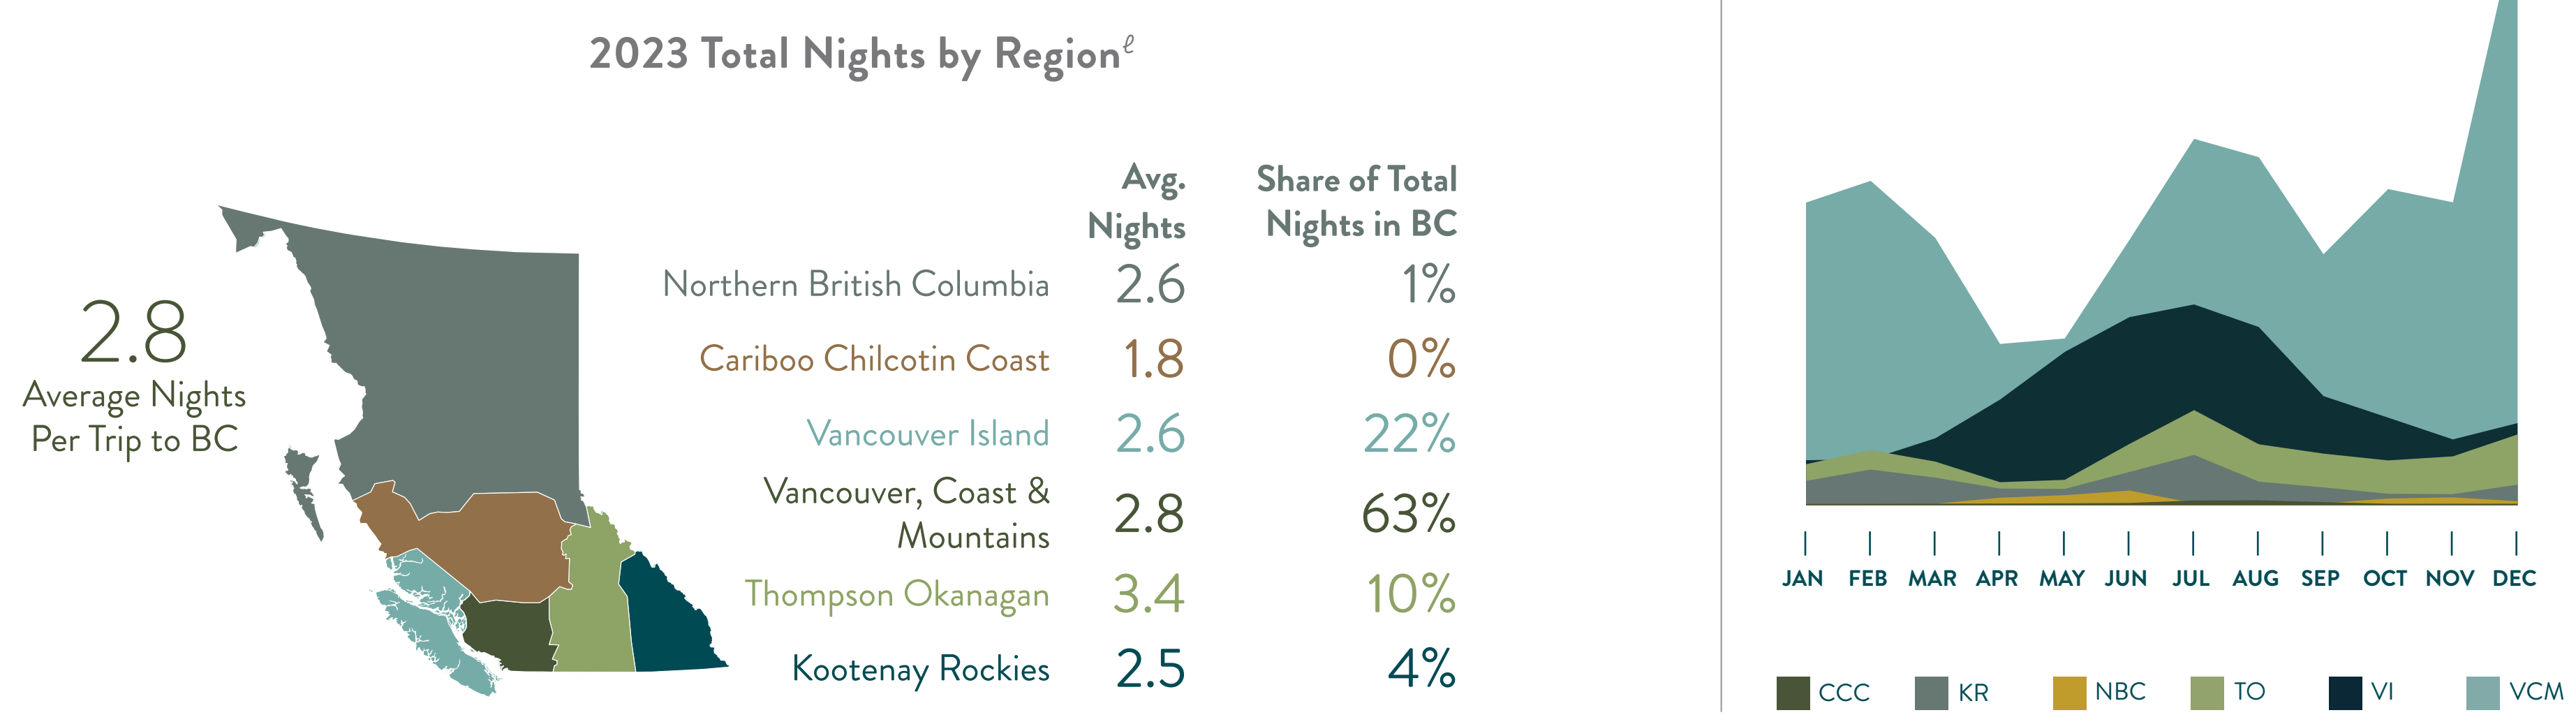 2023 Total Nights by Regionℓ
2.8
Average Nights
Per Trip to BC
Avg.
Nights
Share of Total
Nights in BC
Northern British Columbia 2.6 1%
Cariboo Chilcotin Coast 1.8 0%
Vancouver Island 2.6 22%
Vancouver, Coast &
Mountains 2.8 63%
Thompson Okanagan 3.4 10%
Kootenay Rockies 2.5 4%
JAN FEB MAR APR MAY JUN JUL AUG SEP OCT NOV DEC
CCC KR NBC TO VI VCM